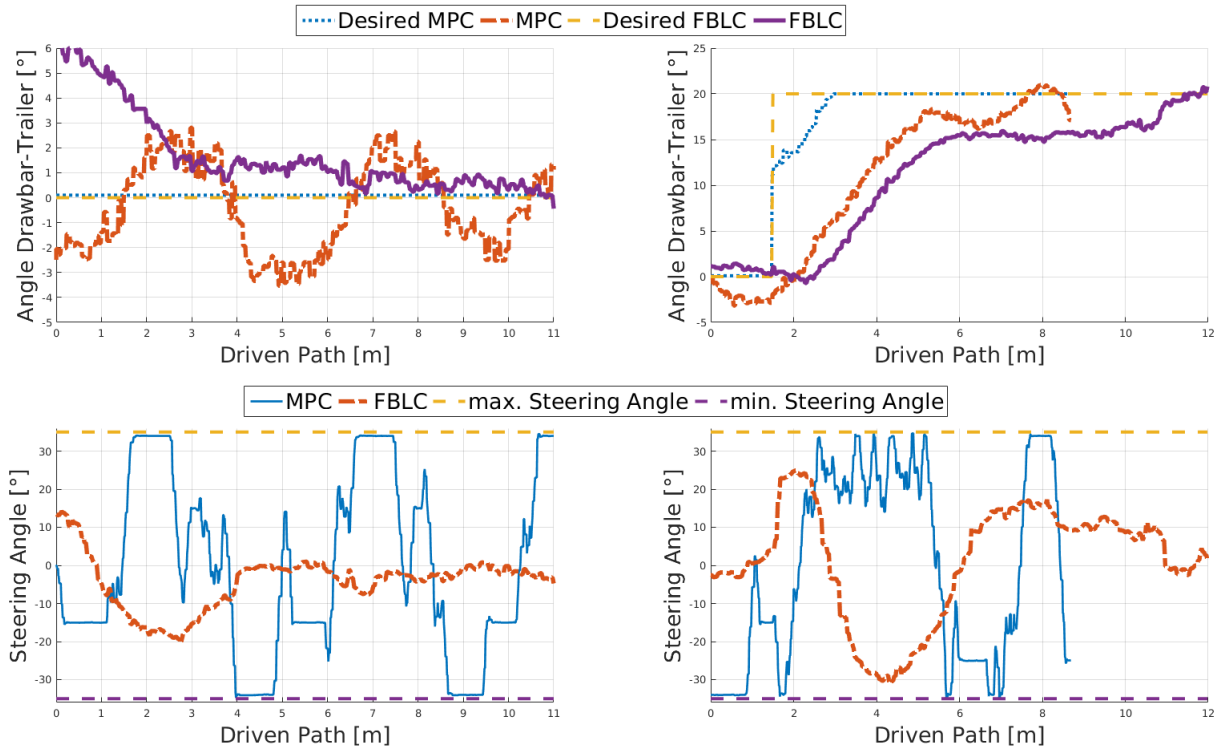 Desired MPC MPC Desired FBLC FBLC
Angle Drawbar-Trailer [°]
6
5
4
3
2
1
0
-1
-2
-3
-4
-5
0 1 2 3 4 5 6 7 8 9 10 11
Driven Path [m]
Angle Drawbar-Trailer [°]
25
20
15
10
5
0
-5
0 2 4 6 8 10 12
Driven Path [m]
MPC FBLC max. Steering Angle min. Steering Angle
Steering Angle [°]
30
20
10
0
-10
-20
-30
0 1 2 3 4 5 6 7 8 9 10 11
Driven Path [m]
Steering Angle [°]
30
20
10
0
-10
-20
-30
0 2 4 6 8 10 12
Driven Path [m]